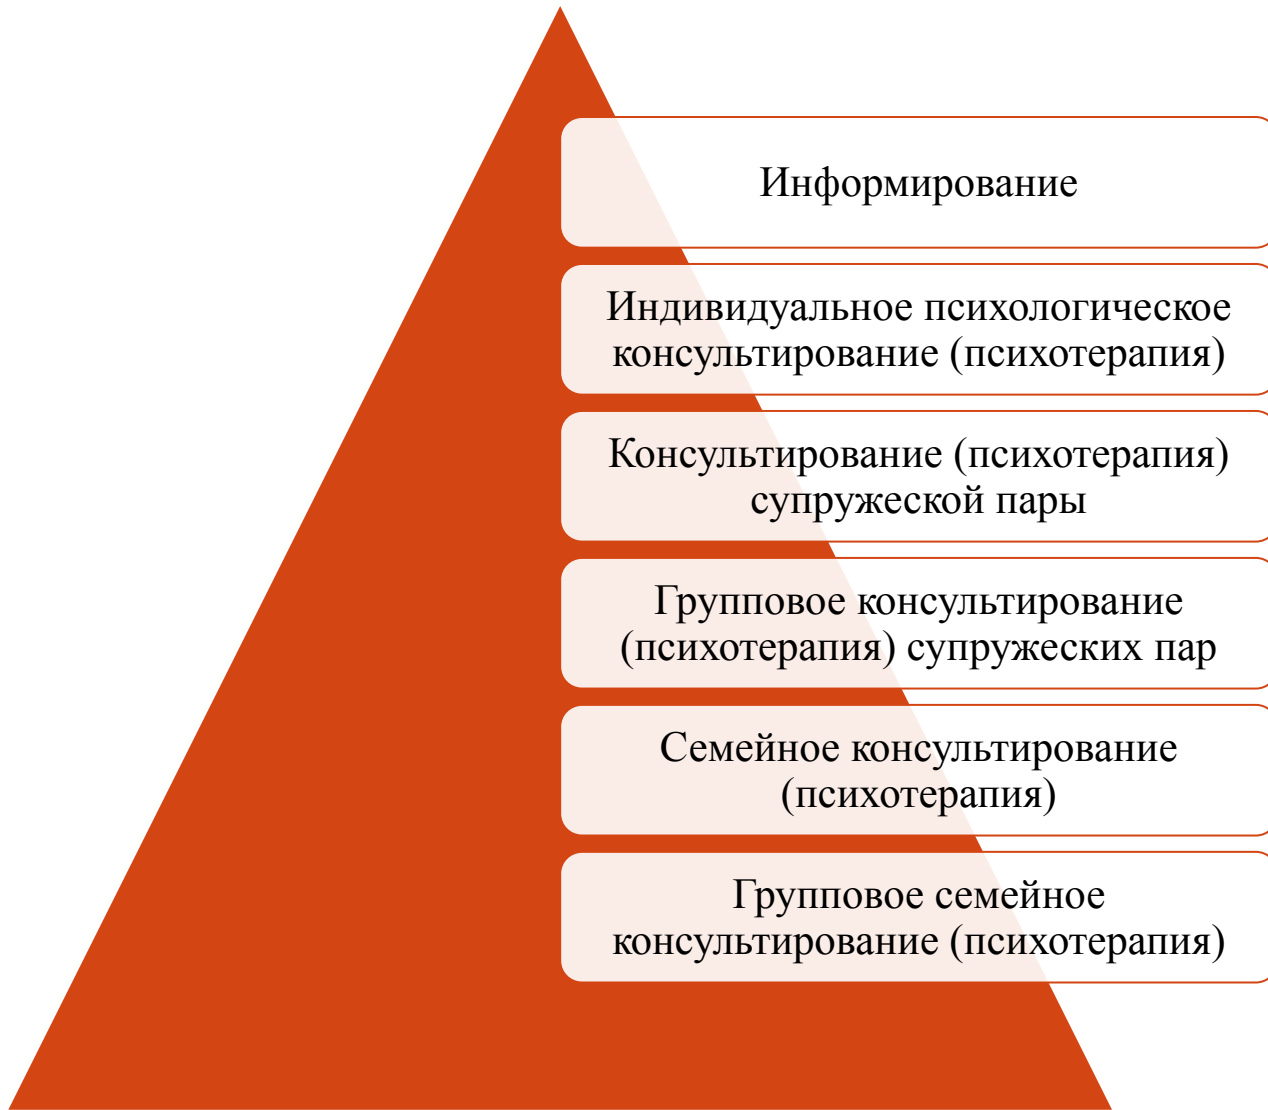 Информирование
Индивидуальное психологическое
консультирование (психотерапия)
Консультирование (психотерапия)
супружеской пары
Групповое консультирование
(психотерапия) супружеских пар
Семейное консультирование
(психотерапия)
Групповое семейное
консультирование (психотерапия)